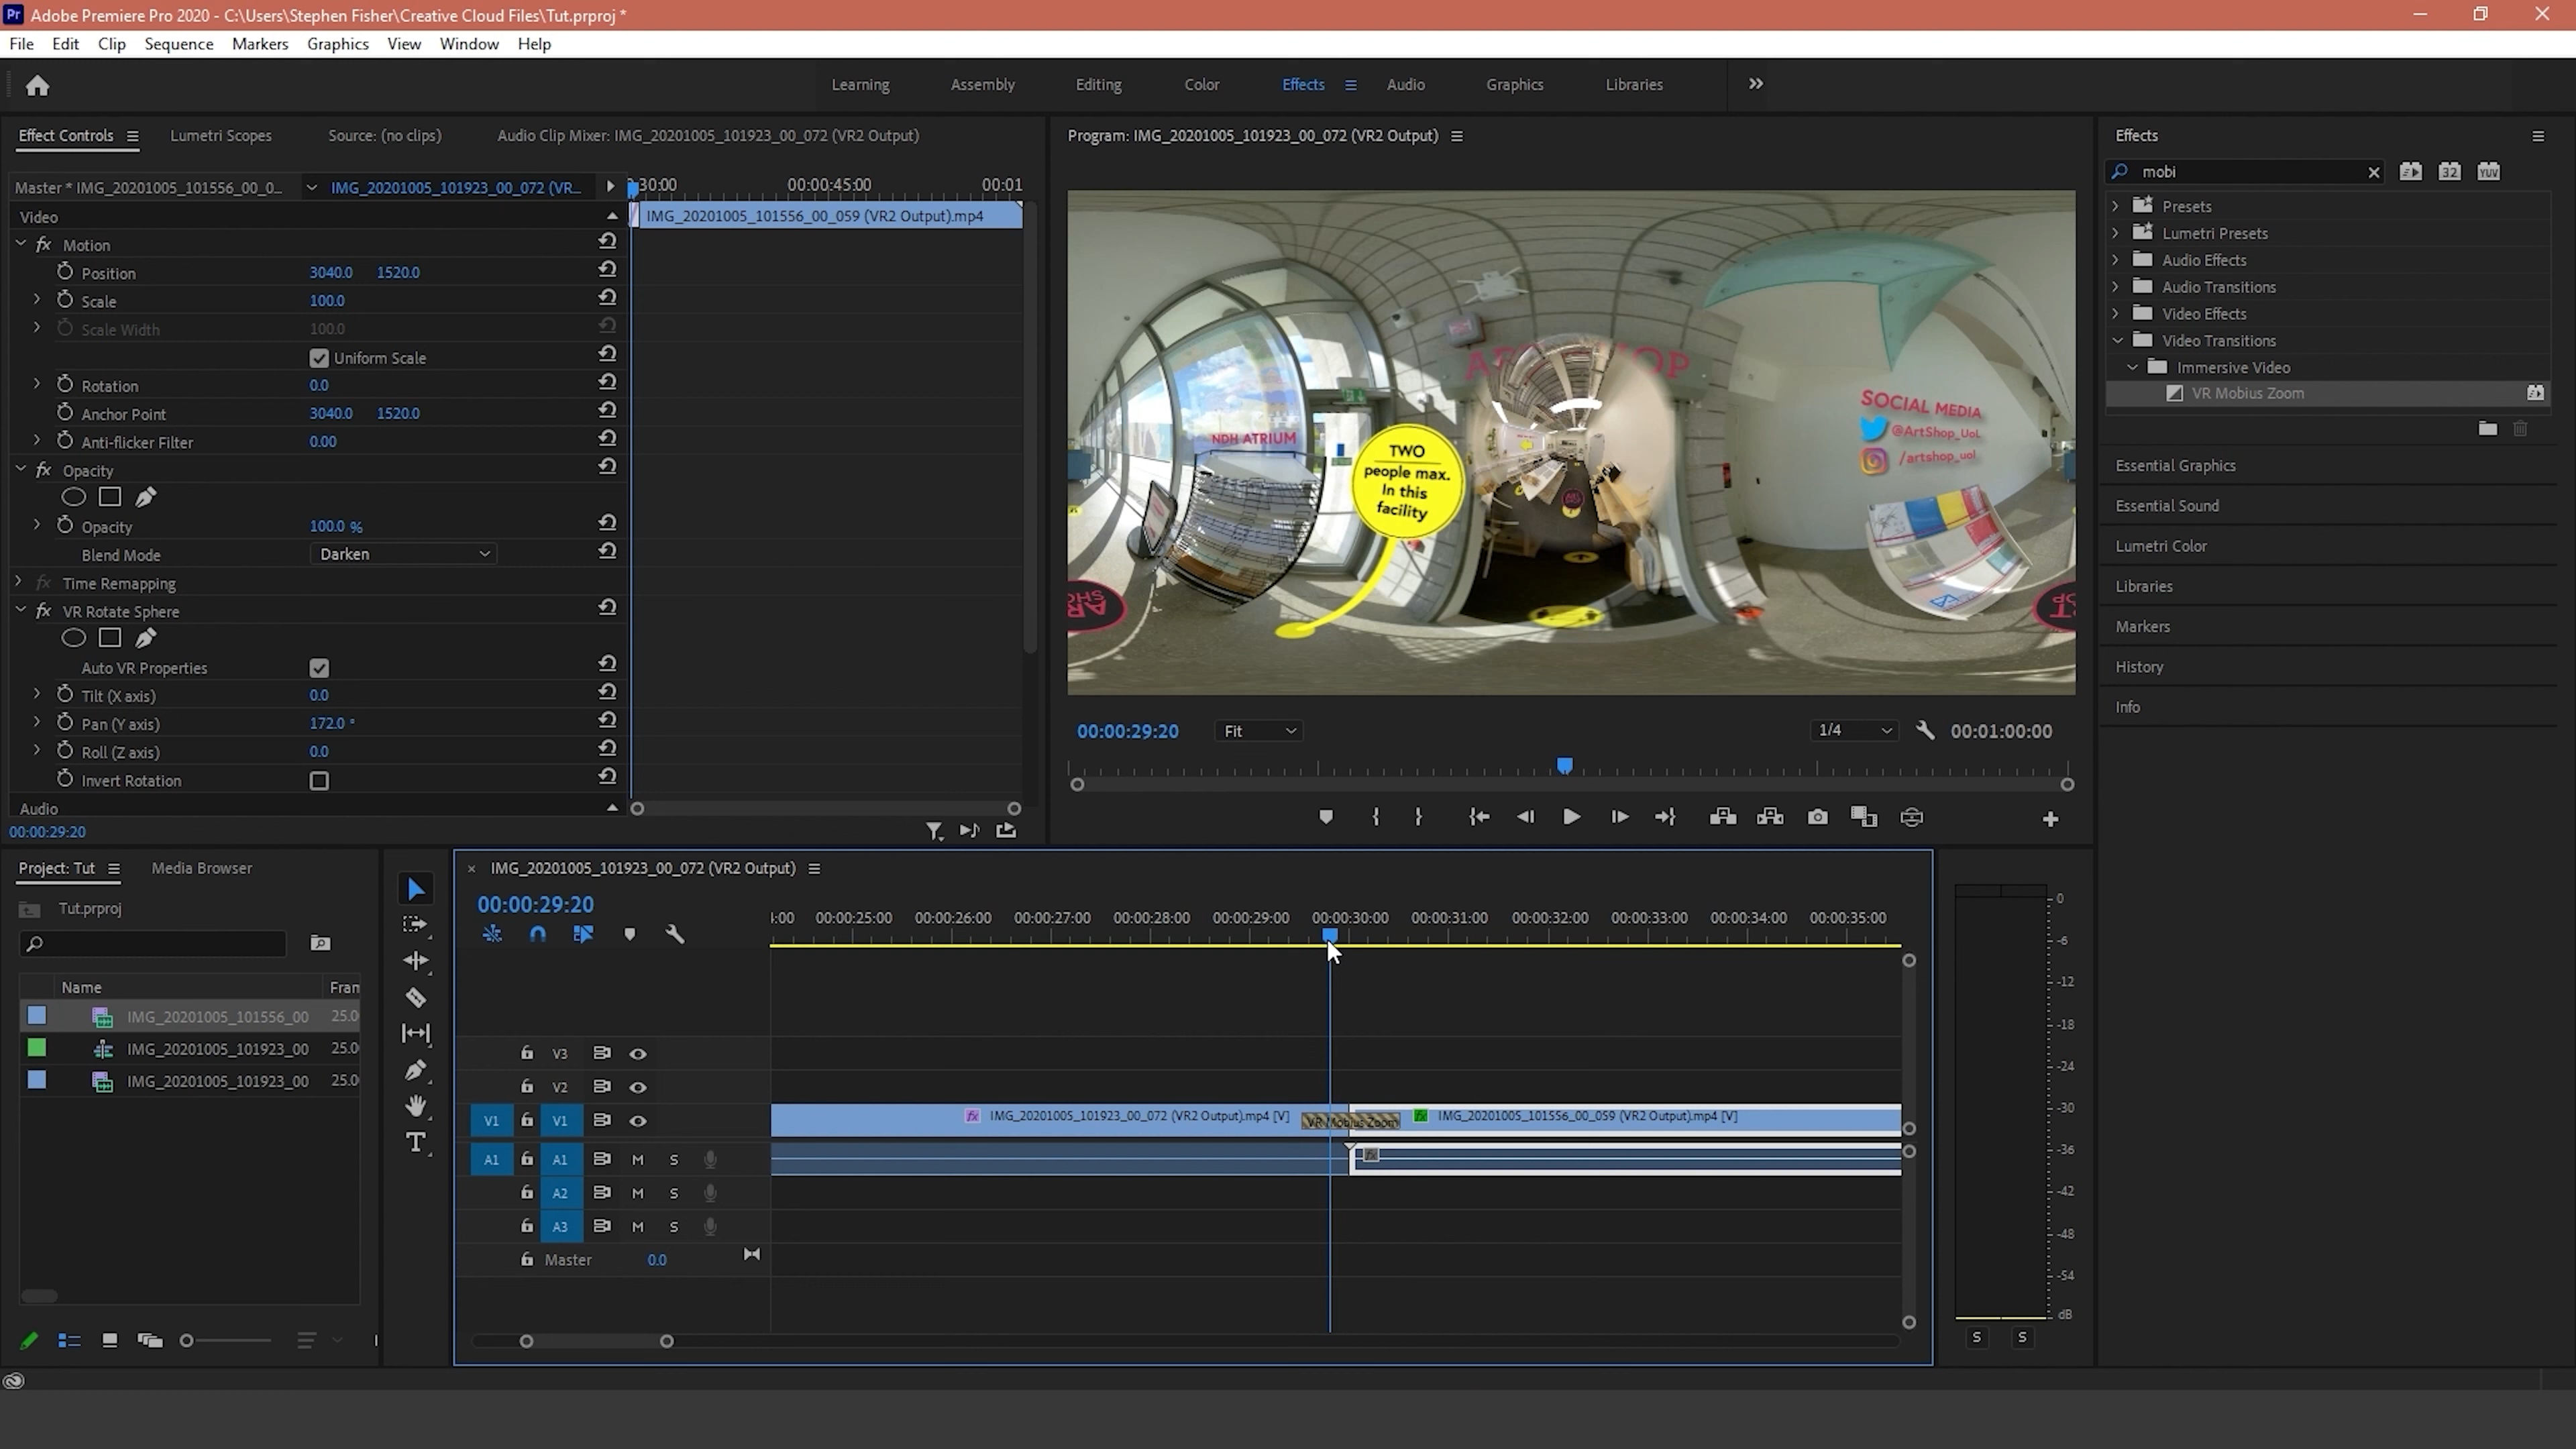 Pr Adobe Premiere Pro 2020 - C:\Users\Stephen Fisher\Creative Cloud Files\Tut.prproj *
File Edit Clip Sequence Markers Graphics View Window Help
Learning Assembly Editing Color Effects Audio Graphics Libraries
Effect Controls Lumetri Scopes Source: (no clips) Audio Clip Mixer: IMG_20201005_101923_00_072 (VR2 Output)
Master * IMG_20201005_101556_00_0... IMG_20201005_101923_00_072 (VR...
:30:00 00:00:45:00 00:01
Video
IMG_20201005_101556_00_059 (VR2 Output).mp4
fx Motion
Position 3040.0 1520.0
Scale 100.0
Scale Width 100.0
Uniform Scale
Rotation 0.0
Anchor Point 3040.0 1520.0
Anti-flicker Filter 0.00
fx Opacity
Opacity 100.0 %
Blend Mode Darken
fx Time Remapping
fx VR Rotate Sphere
Auto VR Properties
Tilt (X axis) 0.0
Pan (Y axis) 172.0 °
Roll (Z axis) 0.0
Invert Rotation
Audio
00:00:29:20
Program: IMG_20201005_101923_00_072 (VR2 Output)
NDH ATRIUM
TWO
people max.
In this
facility
SOCIAL MEDIA
@ArtShop_UoL
/artshop_uol
00:00:29:20 Fit 1/4 00:01:00:00
Effects
mobi
32 YUV
Presets
Lumetri Presets
Audio Effects
Audio Transitions
Video Effects
Video Transitions
Immersive Video
VR Mobius Zoom
Essential Graphics
Essential Sound
Lumetri Color
Libraries
Markers
History
Info
Project: Tut Media Browser
Tut.prproj
Name Fran
IMG_20201005_101556_00 25.0
IMG_20201005_101923_00 25.0
IMG_20201005_101923_00 25.0
× IMG_20201005_101923_00_072 (VR2 Output)
00:00:29:20
:00 00:00:25:00 00:00:26:00 00:00:27:00 00:00:28:00 00:00:29:00 00:00:30:00 00:00:31:00 00:00:32:00 00:00:33:00 00:00:34:00 00:00:35:00
V3
V2
V1 V1 fx IMG_20201005_101923_00_072 (VR2 Output).mp4 [V] VR Mobius Zoom fx IMG_20201005_101556_00_059 (VR2 Output).mp4 [V]
A1 A1 M S fx
A2 M S
A3 M S
Master 0.0
T
0
-6
-12
-18
-24
-30
-36
-42
-48
-54
dB
S S